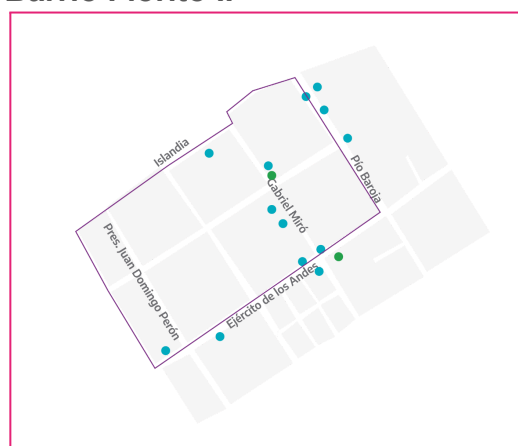 Islandia
Pío Baroja
Gabriel Miró
Pres. Juan Domingo Perón
Ejército de los Andes